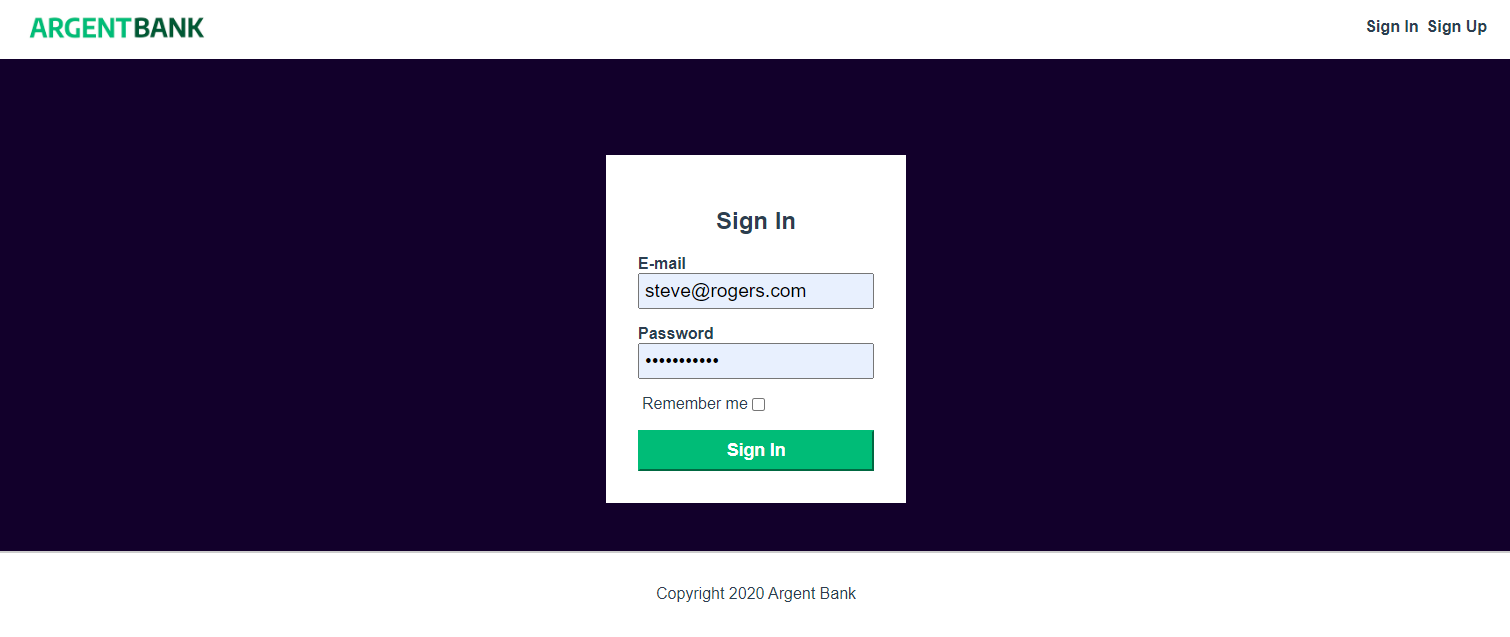 ARGENTBANK
Sign In Sign Up
Sign In
E-mail
steve@rogers.com
Password
•••••••••••
Remember me
Sign In
Copyright 2020 Argent Bank